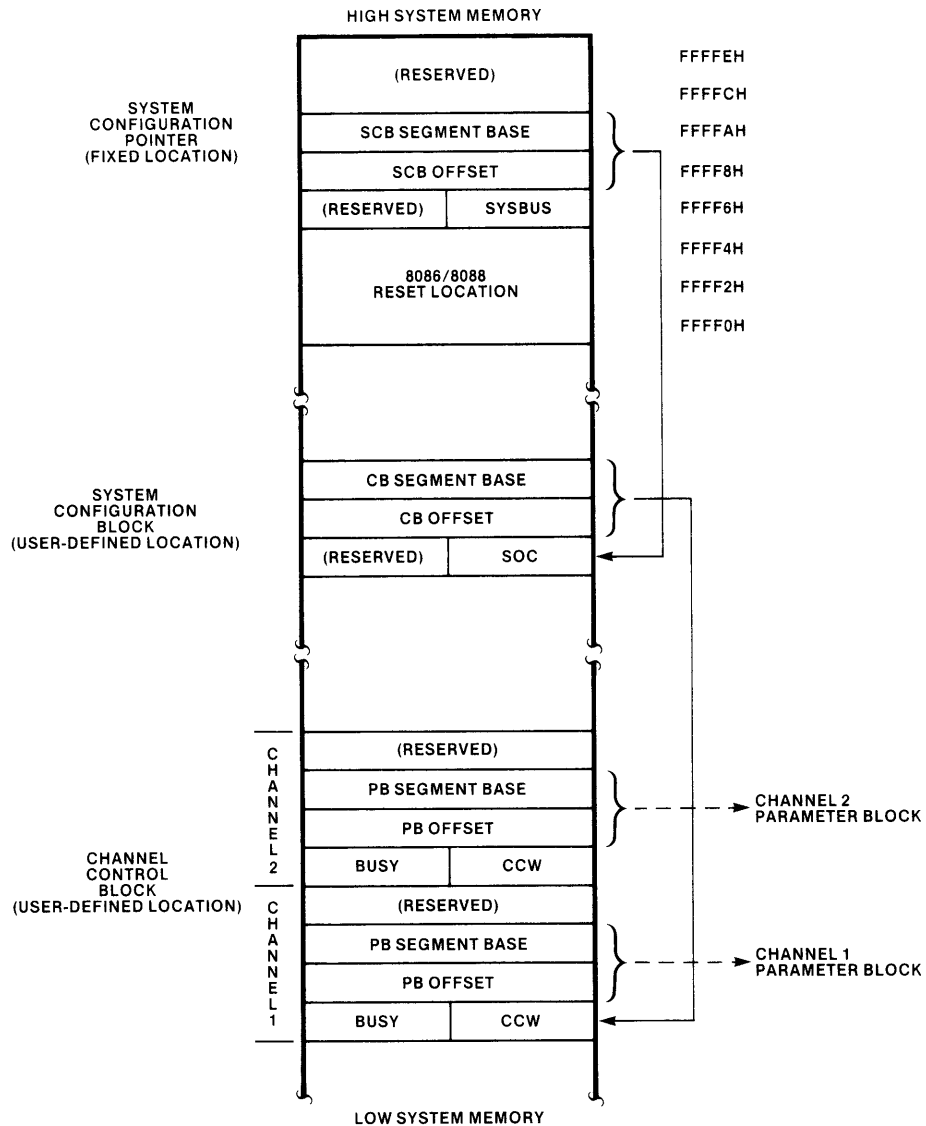 HIGH SYSTEM MEMORY
(RESERVED)
FFFFEH
FFFFCH
SYSTEM
CONFIGURATION
POINTER
(FIXED LOCATION)
SCB SEGMENT BASE
FFFFAH
SCB OFFSET
FFFF8H
(RESERVED)
SYSBUS
FFFF6H
8086/8088
RESET LOCATION
FFFF4H
FFFF2H
FFFF0H
SYSTEM
CONFIGURATION
BLOCK
(USER-DEFINED LOCATION)
CB SEGMENT BASE
CB OFFSET
(RESERVED)
SOC
CHANNEL
CONTROL
BLOCK
(USER-DEFINED LOCATION)
CHANNEL 2
(RESERVED)
PB SEGMENT BASE
PB OFFSET
BUSY
CCW
CHANNEL 2
PARAMETER BLOCK
CHANNEL 1
(RESERVED)
PB SEGMENT BASE
PB OFFSET
BUSY
CCW
CHANNEL 1
PARAMETER BLOCK
LOW SYSTEM MEMORY